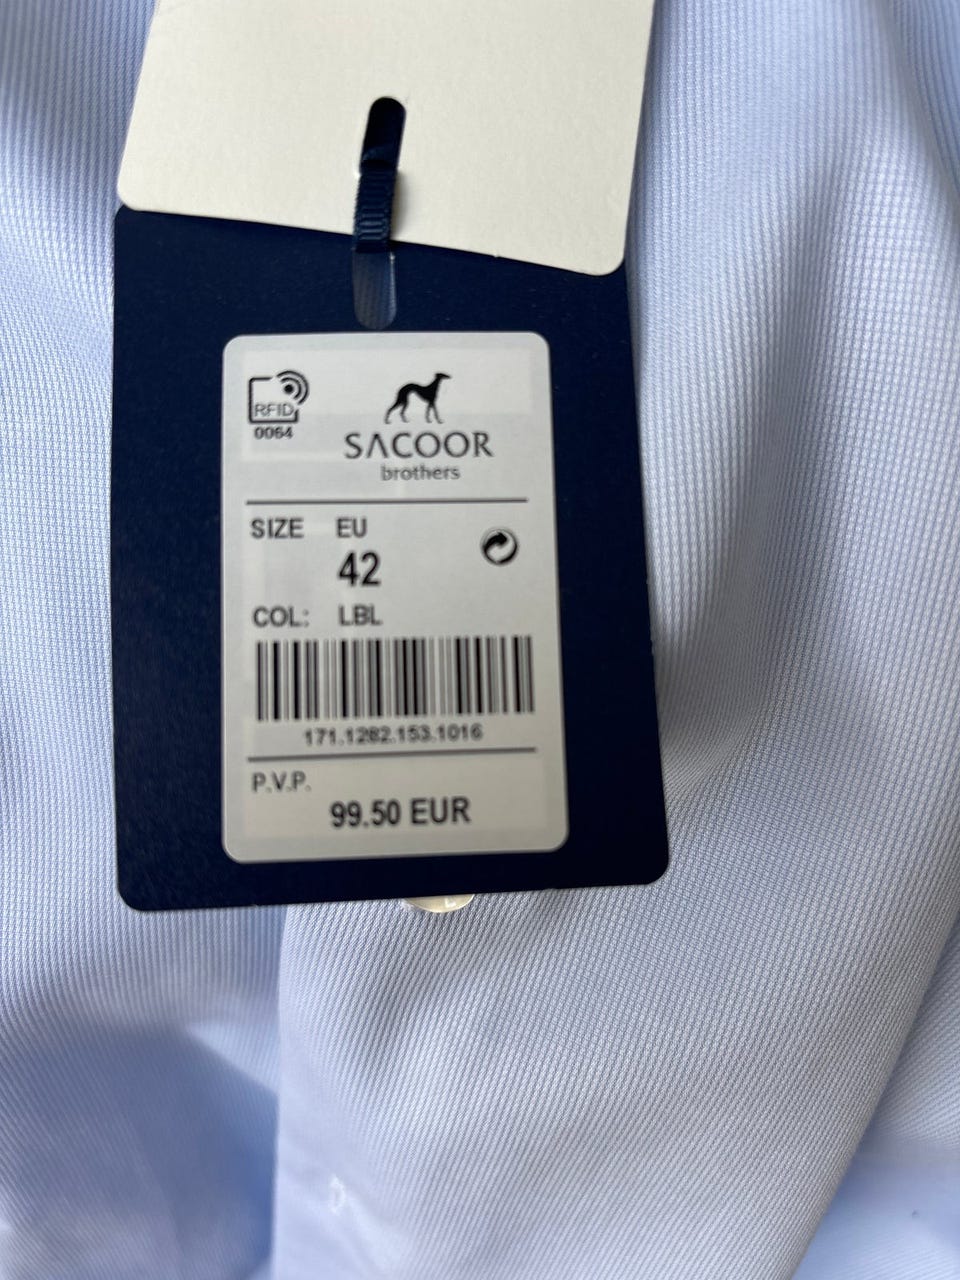 RFID
0064
SACOOR
brothers
SIZE EU
42
COL: LBL
171.1282.153.1016
P.V.P.
99.50 EUR